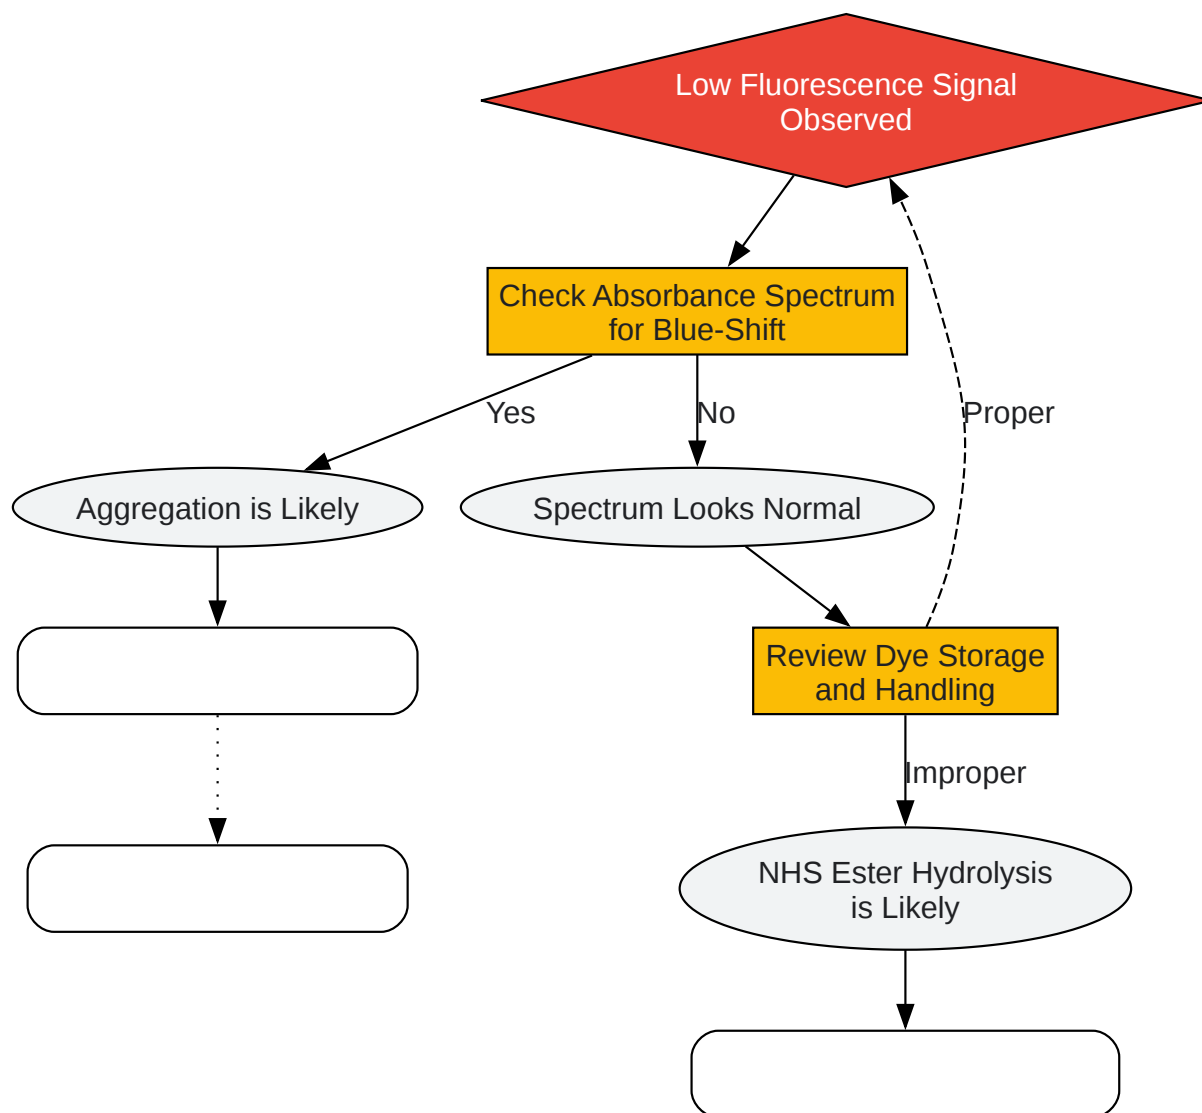 Low Fluorescence Signal
Observed
Check Absorbance Spectrum
for Blue-Shift
Yes
No
Proper
Aggregation is Likely
Spectrum Looks Normal
Review Dye Storage
and Handling
Improper
NHS Ester Hydrolysis
is Likely